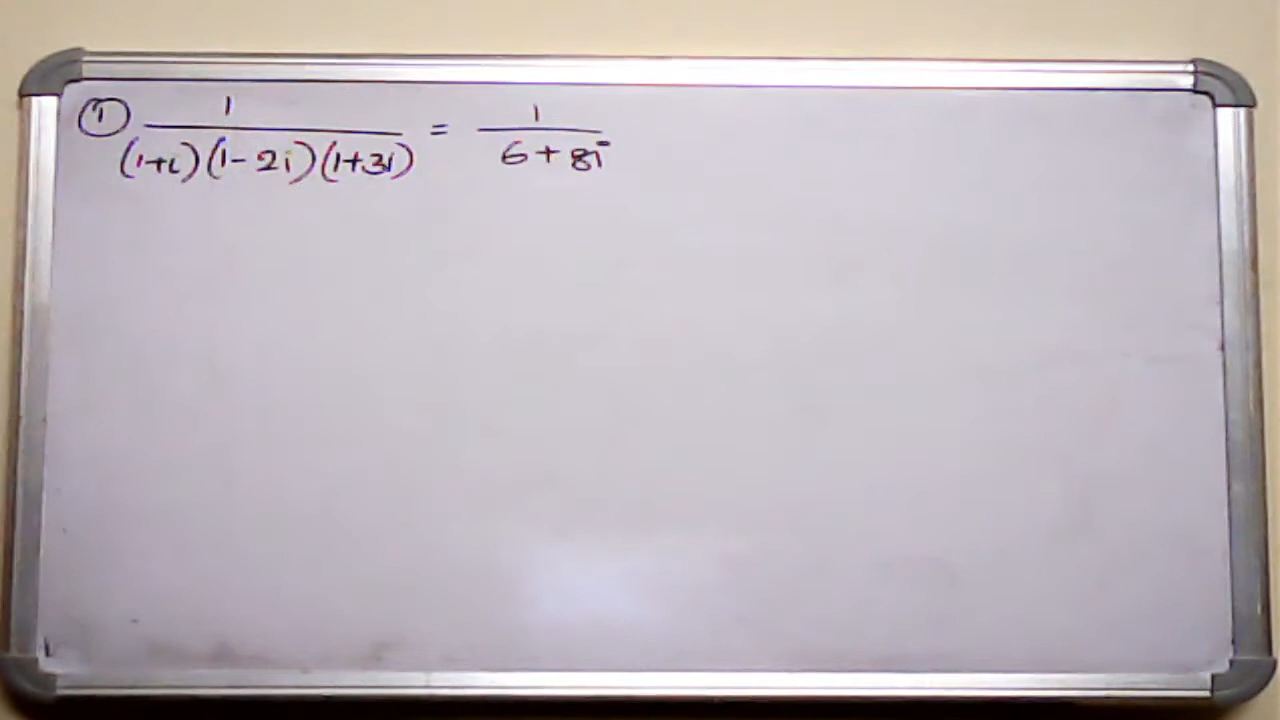 ① 1/((1+i)(1-2i)(1+3i)) = 1/(6+8i)